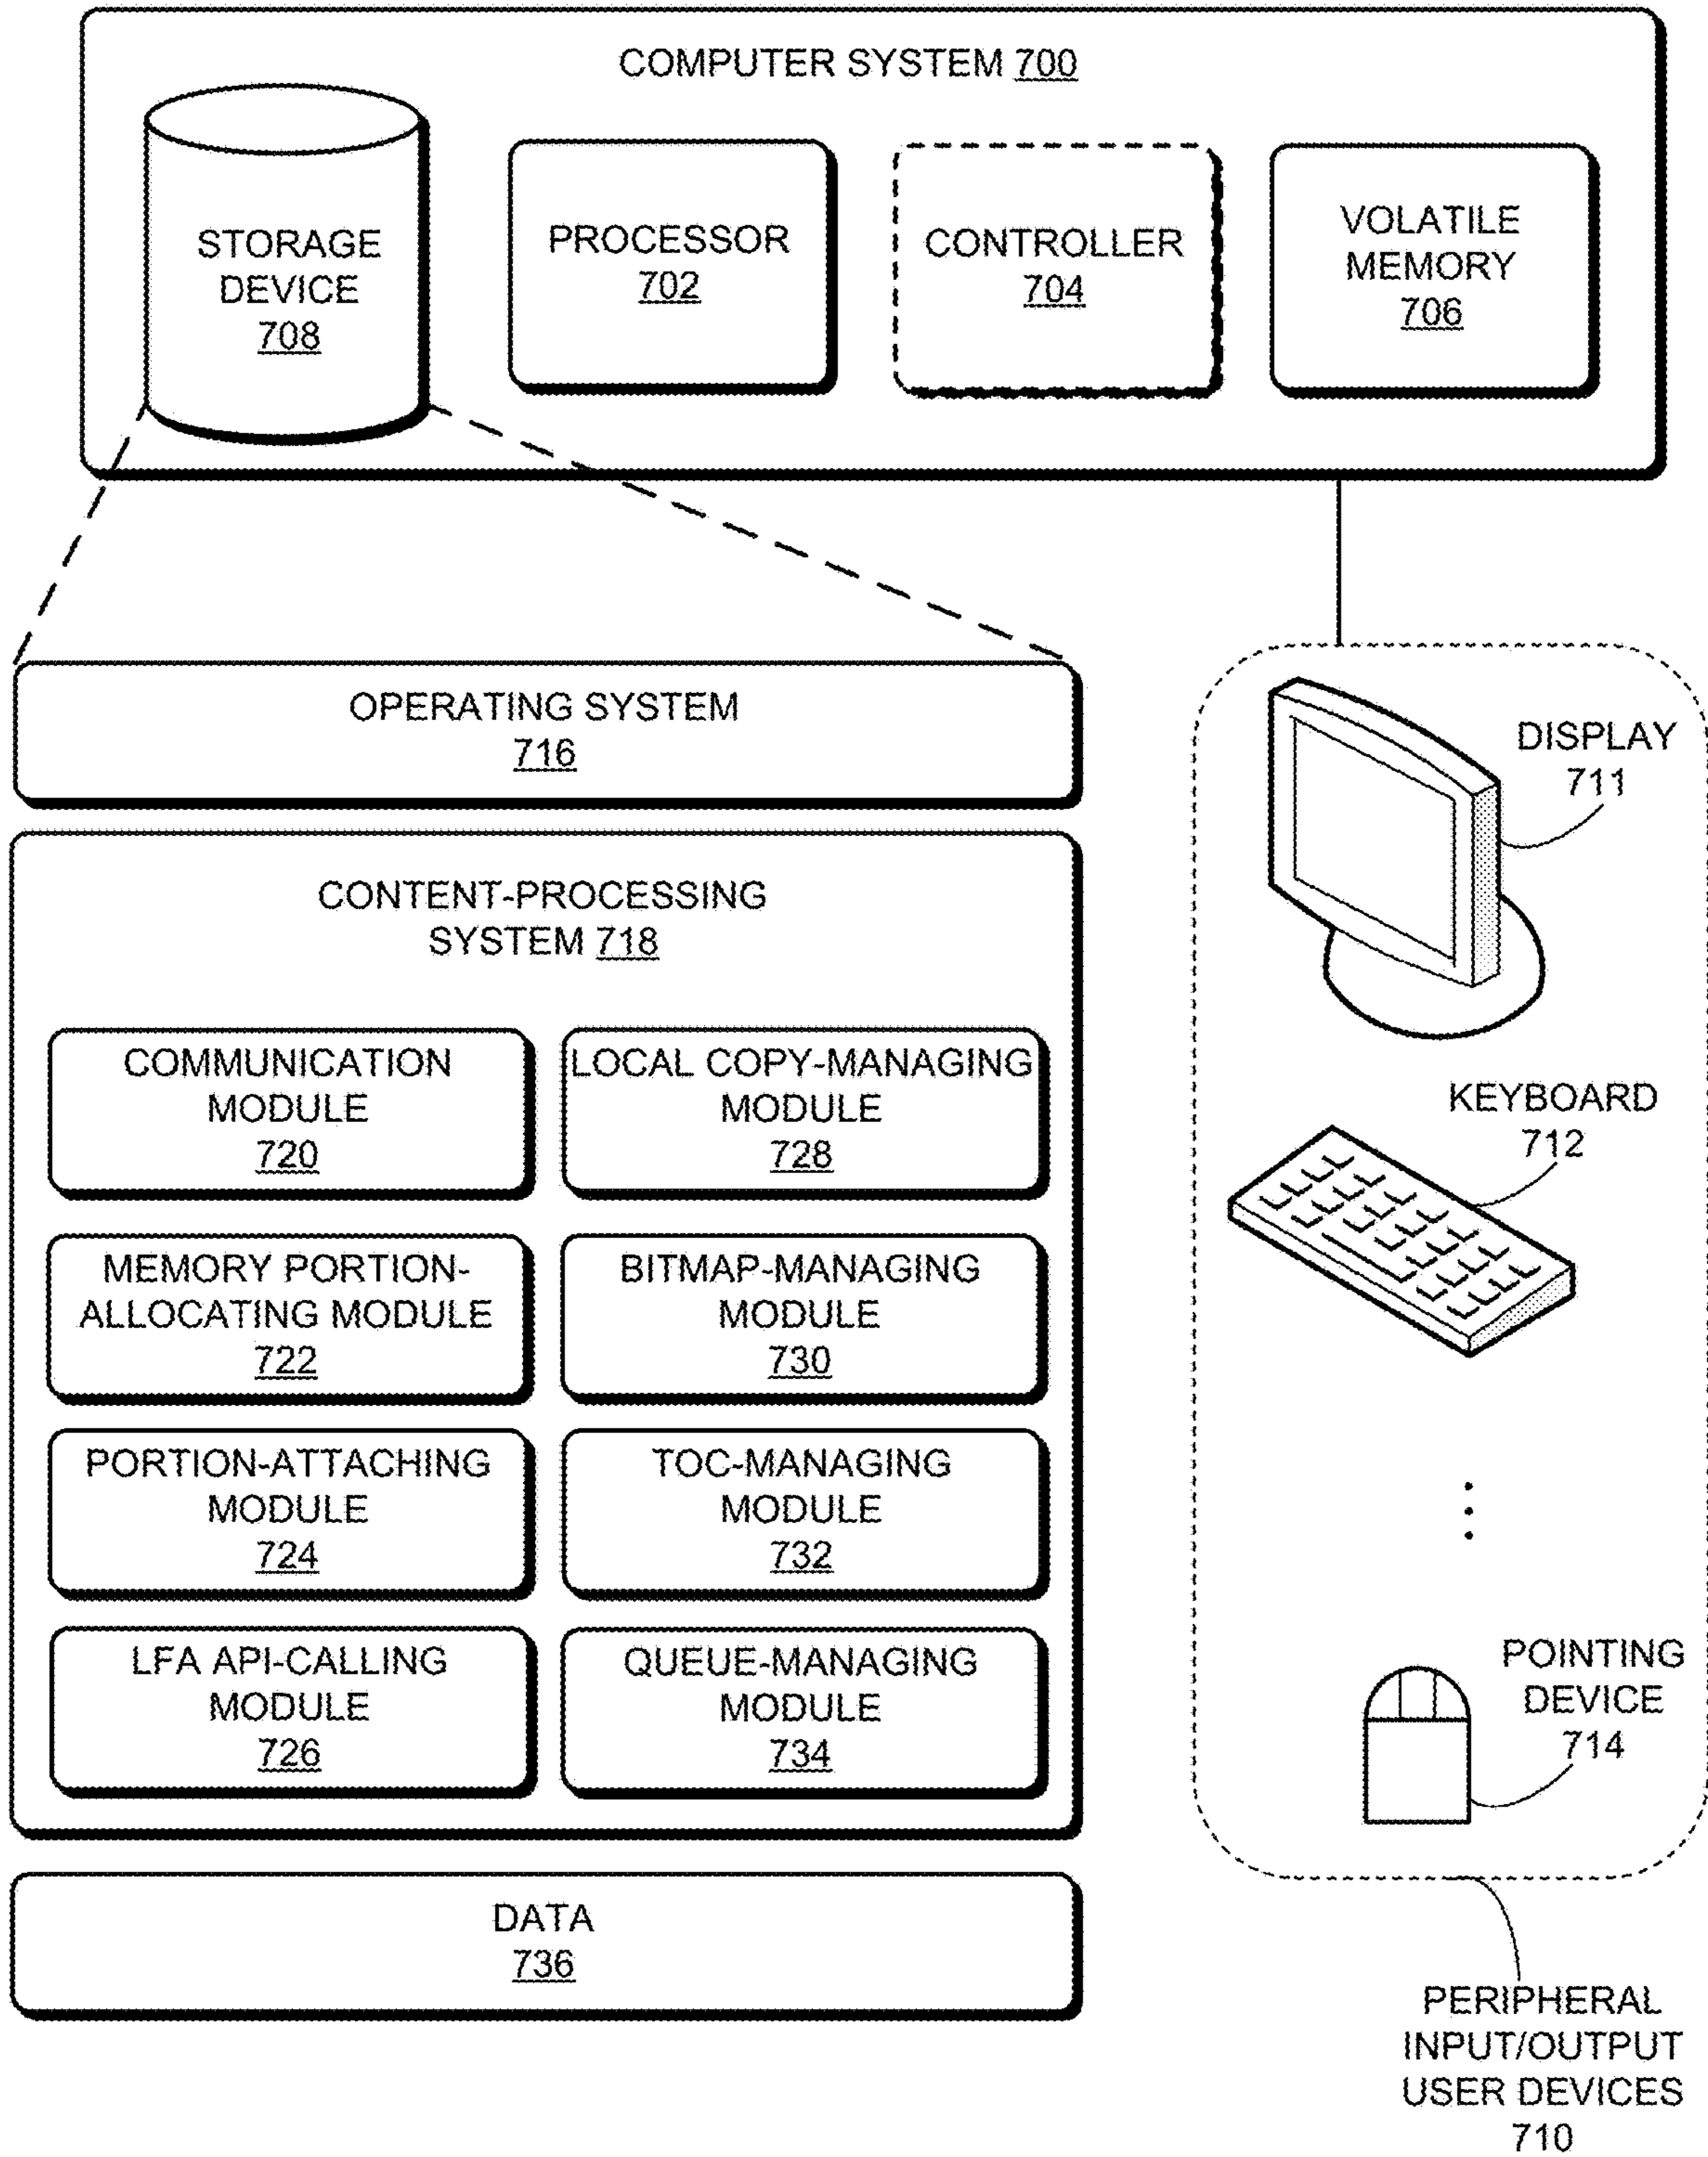 COMPUTER SYSTEM 700
STORAGE
DEVICE
708
PROCESSOR
702
CONTROLLER
704
VOLATILE
MEMORY
706
OPERATING SYSTEM
716
CONTENT-PROCESSING
SYSTEM 718
COMMUNICATION
MODULE
720
LOCAL COPY-MANAGING
MODULE
728
MEMORY PORTION-
ALLOCATING MODULE
722
BITMAP-MANAGING
MODULE
730
PORTION-ATTACHING
MODULE
724
TOC-MANAGING
MODULE
732
LFA API-CALLING
MODULE
726
QUEUE-MANAGING
MODULE
734
DATA
736
DISPLAY
711
KEYBOARD
712
POINTING
DEVICE
714
PERIPHERAL
INPUT/OUTPUT
USER DEVICES
710